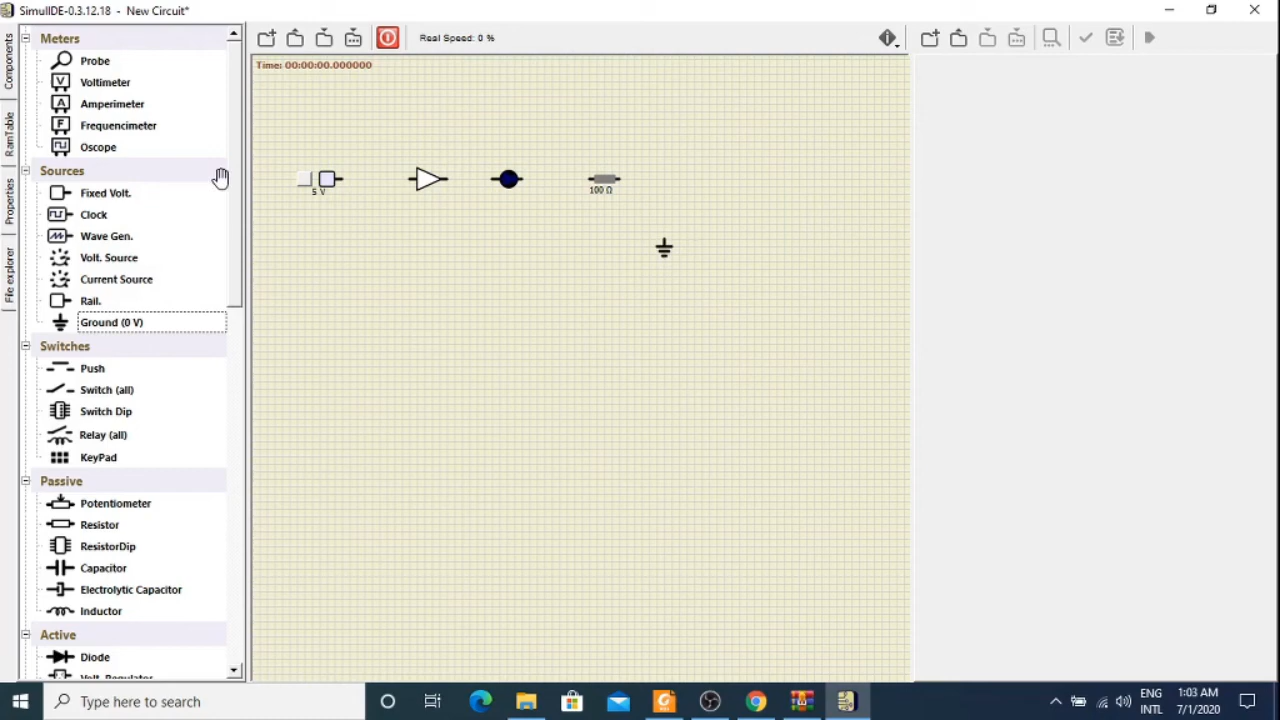 SimulIDE-0.3.12.18 - New Circuit*
Components
RamTable
Properties
File explorer
Meters
Probe
V Voltimeter
A Amperimeter
F Frequencimeter
Oscope
Sources
Fixed Volt.
Clock
Wave Gen.
Volt. Source
Current Source
Rail.
Ground (0 V)
Switches
Push
Switch (all)
Switch Dip
Relay (all)
KeyPad
Passive
Potentiometer
Resistor
ResistorDip
Capacitor
Electrolytic Capacitor
Inductor
Active
Diode
Volt. Regulator
Real Speed: 0 %
Time: 00:00:00.000000
5 V
100 Ω
Type here to search
ENG
INTL
1:03 AM
7/1/2020